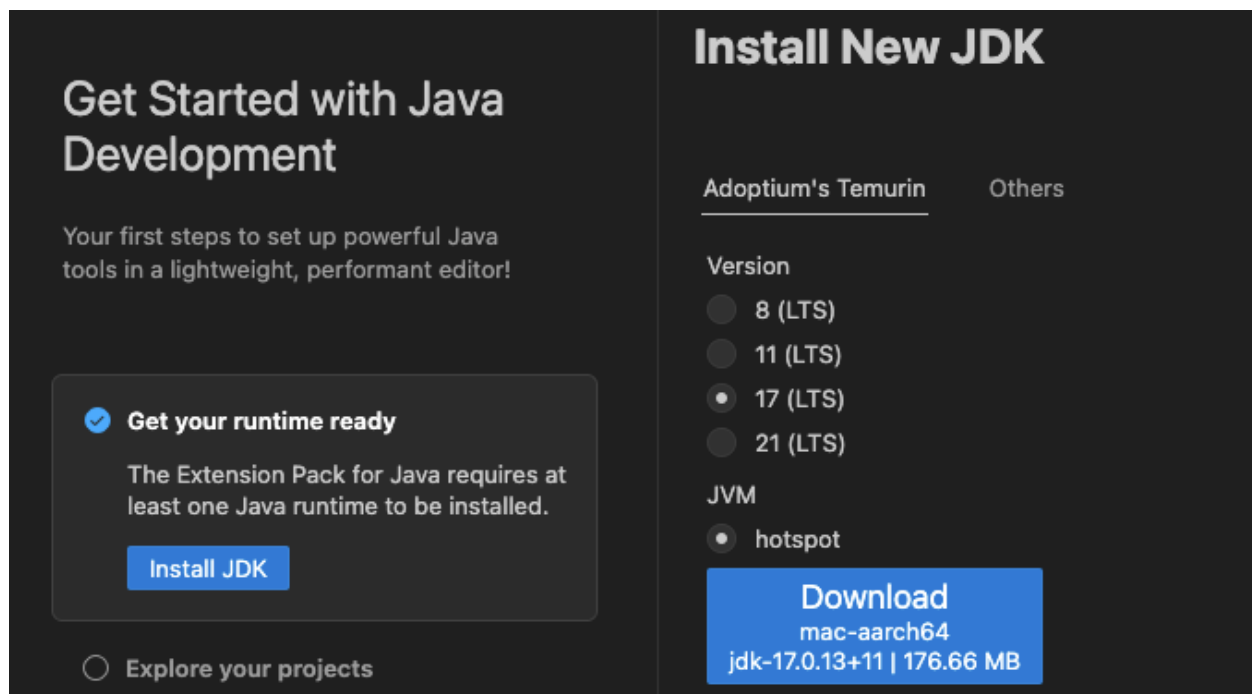 Get Started with Java
Development
Your first steps to set up powerful Java
tools in a lightweight, performant editor!
Get your runtime ready
The Extension Pack for Java requires at
least one Java runtime to be installed.
Install JDK
Explore your projects
Install New JDK
Adoptium's Temurin
Others
Version
8 (LTS)
11 (LTS)
17 (LTS)
21 (LTS)
JVM
hotspot
Download
mac-aarch64
jdk-17.0.13+11 | 176.66 MB